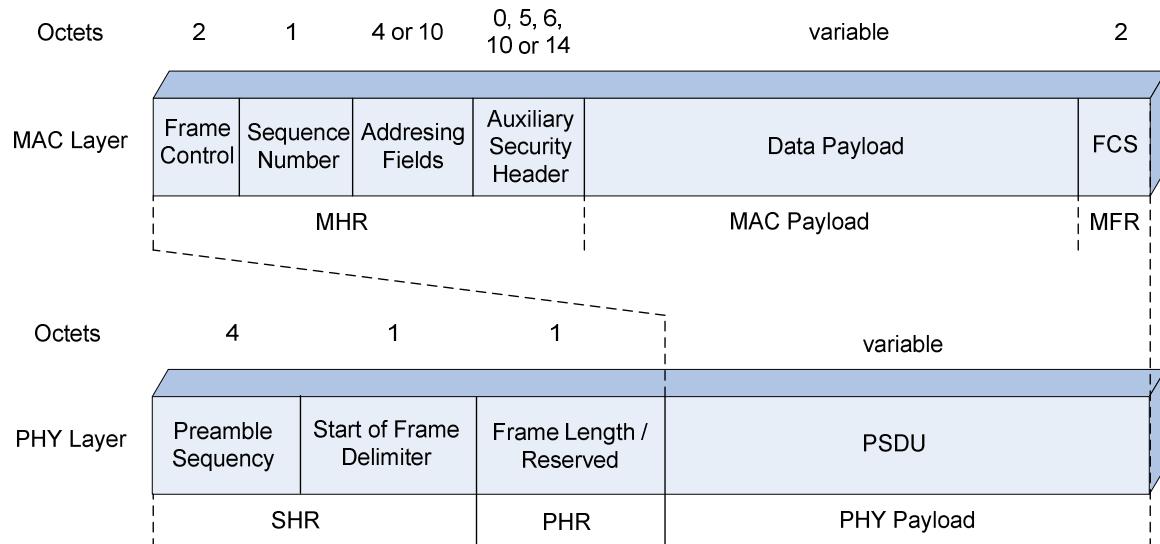 Octets 2 1 4 or 10 0, 5, 6, 10 or 14 variable 2
MAC Layer
Frame Control
Sequence Number
Addresing Fields
Auxiliary Security Header
Data Payload
FCS
MHR MAC Payload MFR
Octets 4 1 1 variable
PHY Layer
Preamble Sequency
Start of Frame Delimiter
Frame Length / Reserved
PSDU
SHR PHR PHY Payload